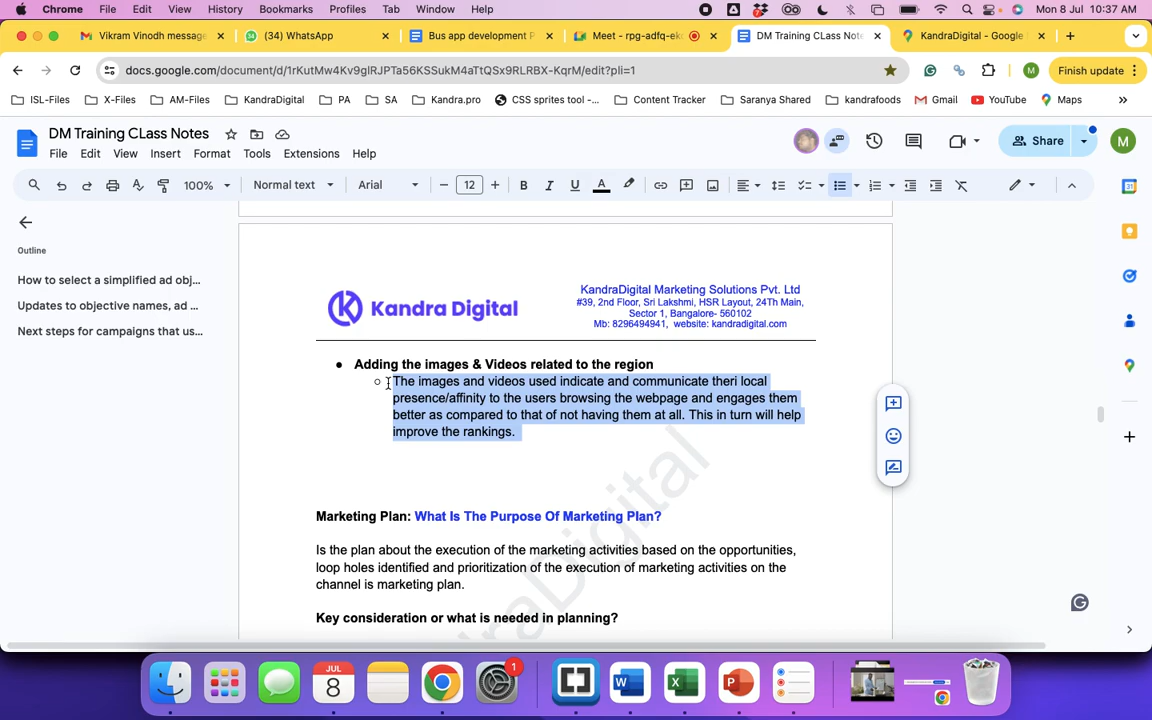 Chrome File Edit View History Bookmarks Profiles Tab Window Help Mon 8 Jul 10:37 AM
Vikram Vinodh message (34) WhatsApp Bus app development P Meet - rpg-adfq-ek DM Training CLass Note KandraDigital - Google
docs.google.com/document/d/1rKutMw4Kv9glRJPTa56KSSukM4aTtQSx9RLRBX-KqrM/edit?pli=1 M Finish update
ISL-Files X-Files AM-Files KandraDigital PA SA Kandra.pro CSS sprites tool -... Content Tracker Saranya Shared kandrafoods Gmail YouTube Maps »
DM Training CLass Notes
File Edit View Insert Format Tools Extensions Help
Share M
100% Normal text Arial 12 B I U A
Outline
How to select a simplified ad obj...
Updates to objective names, ad ...
Next steps for campaigns that us...
Kandra Digital
KandraDigital Marketing Solutions Pvt. Ltd
#39, 2nd Floor, Sri Lakshmi, HSR Layout, 24Th Main,
Sector 1, Bangalore- 560102
Mb: 8296494941, website: kandradigital.com
● Adding the images & Videos related to the region
○ The images and videos used indicate and communicate theri local
presence/affinity to the users browsing the webpage and engages them
better as compared to that of not having them at all. This in turn will help
improve the rankings.
Marketing Plan: What Is The Purpose Of Marketing Plan?
Is the plan about the execution of the marketing activities based on the opportunities,
loop holes identified and prioritization of the execution of marketing activities on the
channel is marketing plan.
Key consideration or what is needed in planning?
KandraDigital
JUL
8
1
W X P